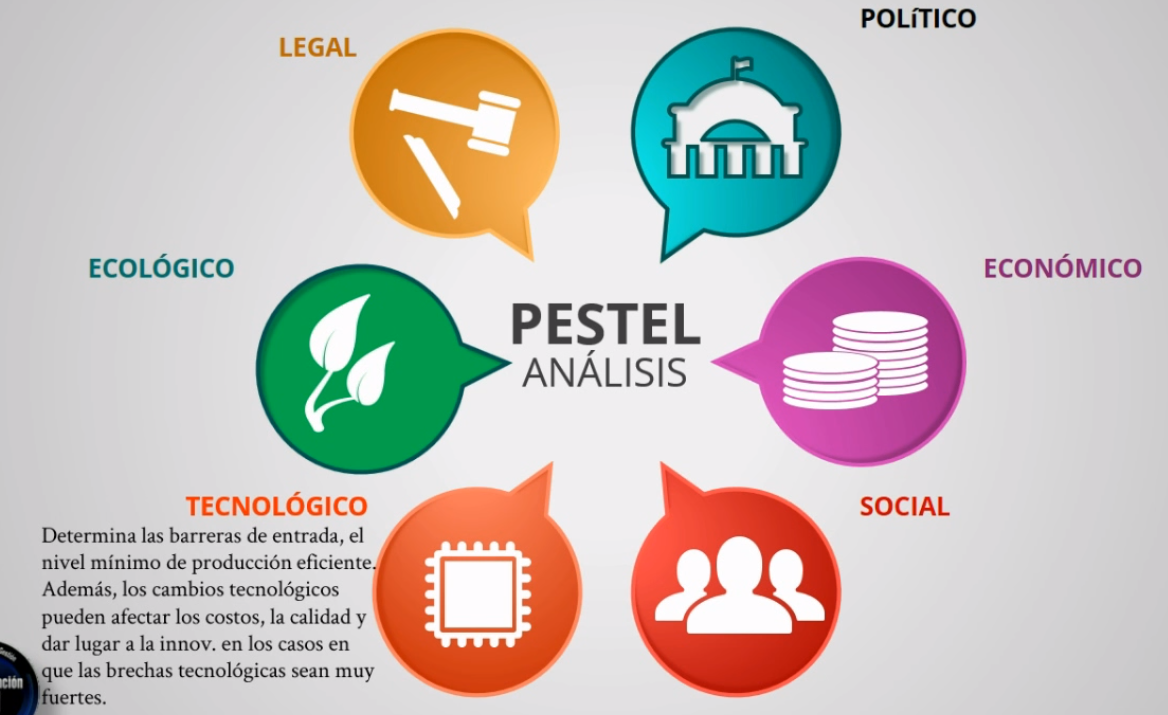 POLíTICO
LEGAL
ECOLÓGICO
ECONÓMICO
PESTEL
ANÁLISIS
TECNOLÓGICO
SOCIAL
Determina las barreras de entrada, el
nivel mínimo de producción eficiente.
Además, los cambios tecnológicos
pueden afectar los costos, la calidad y
dar lugar a la innov. en los casos en
que las brechas tecnológicas sean muy
fuertes.